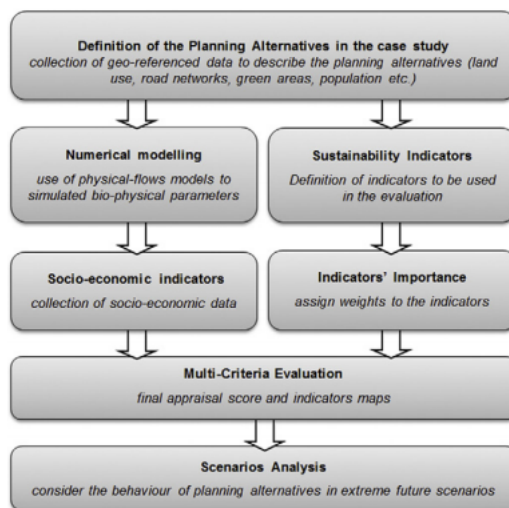 Definition of the Planning Alternatives in the case study
collection of geo-referenced data to describe the planning alternatives (land
use, road networks, green areas, population etc.)
Numerical modelling
use of physical-flows models to
simulated bio-physical parameters
Sustainability Indicators
Definition of indicators to be used
in the evaluation
Socio-economic indicators
collection of socio-economic data
Indicators' Importance
assign weights to the indicators
Multi-Criteria Evaluation
final appraisal score and indicators maps
Scenarios Analysis
consider the behaviour of planning alternatives in extreme future scenarios